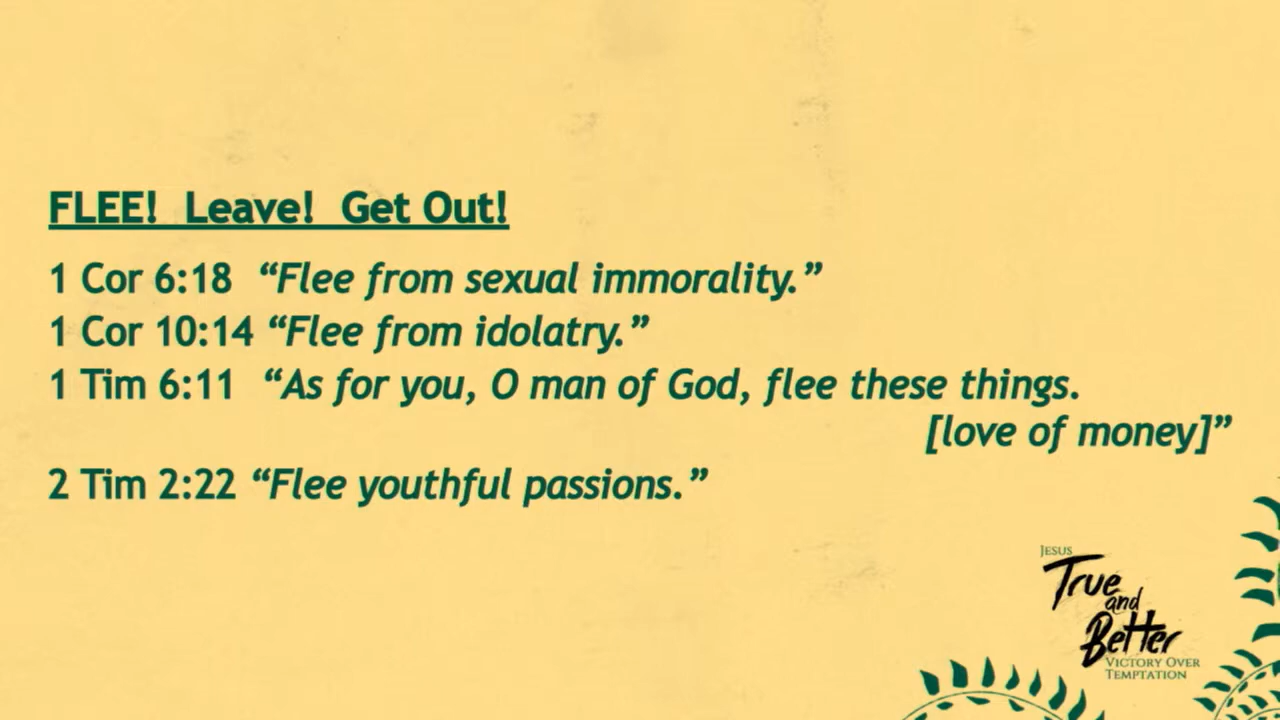 FLEE!  Leave!  Get Out!
1 Cor 6:18  “Flee from sexual immorality.”
1 Cor 10:14 “Flee from idolatry.”
1 Tim 6:11  “As for you, O man of God, flee these things.
[love of money]”
2 Tim 2:22 “Flee youthful passions.”
JESUS
True
and
Better
VICTORY OVER
TEMPTATION